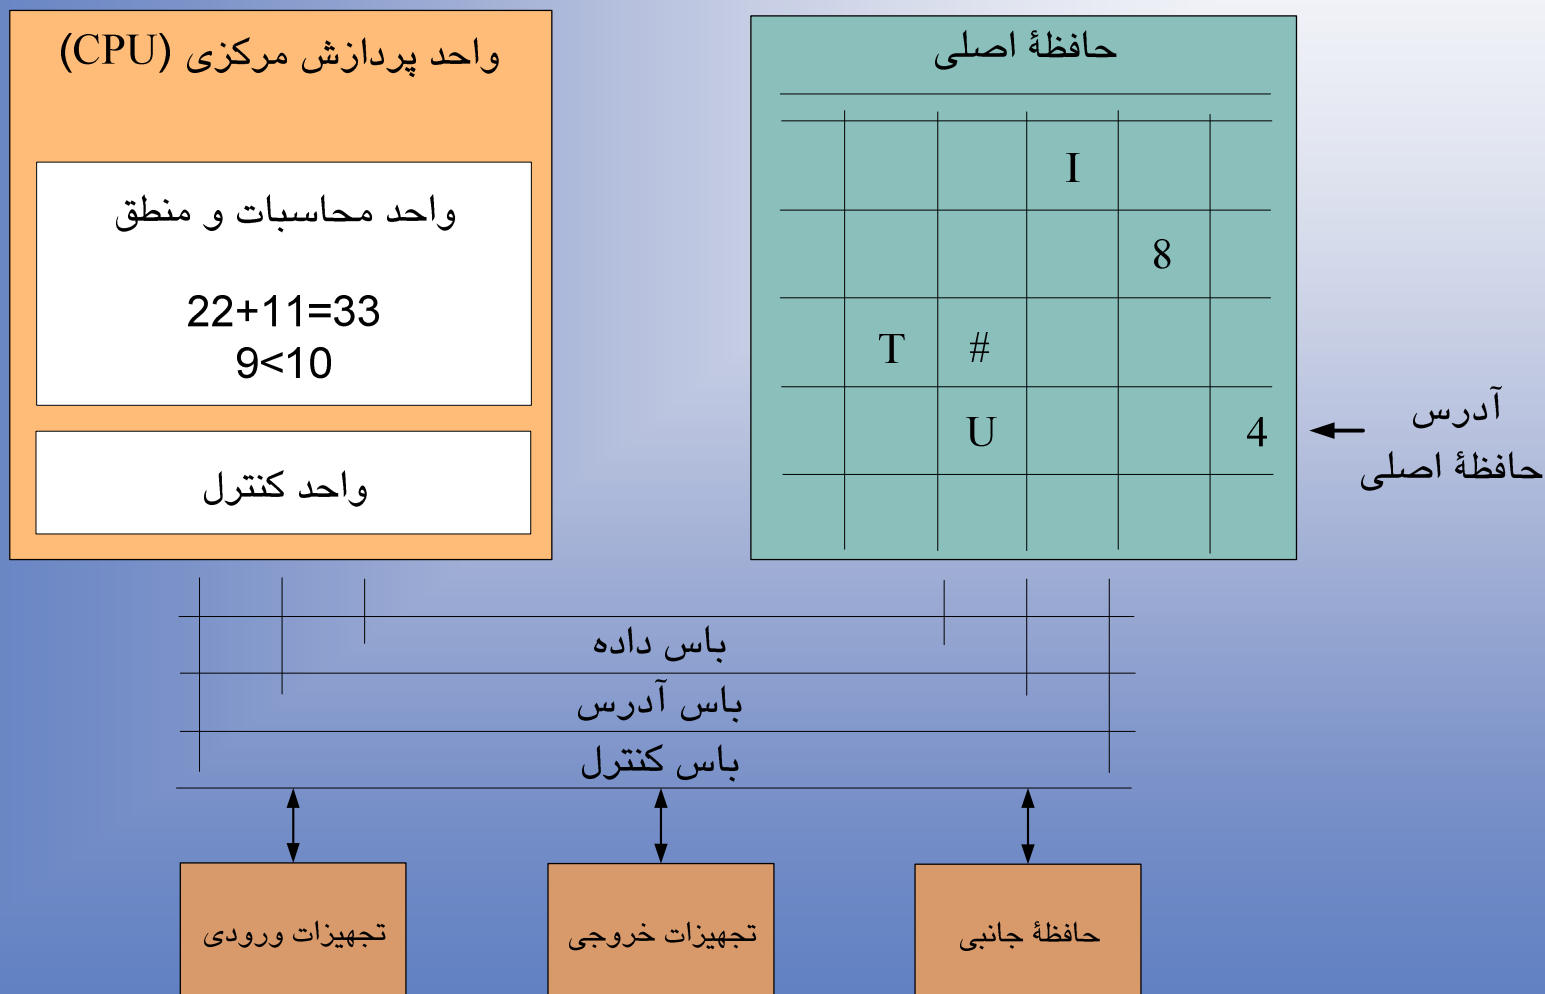 واحد پردازش مرکزی (CPU)
واحد محاسبات و منطق
22+11=33
9<10
واحد کنترل
حافظهٔ اصلی
I
8
T #
U 4
آدرس
حافظهٔ اصلی
باس داده
باس آدرس
باس کنترل
تجهیزات ورودی
تجهیزات خروجی
حافظهٔ جانبی